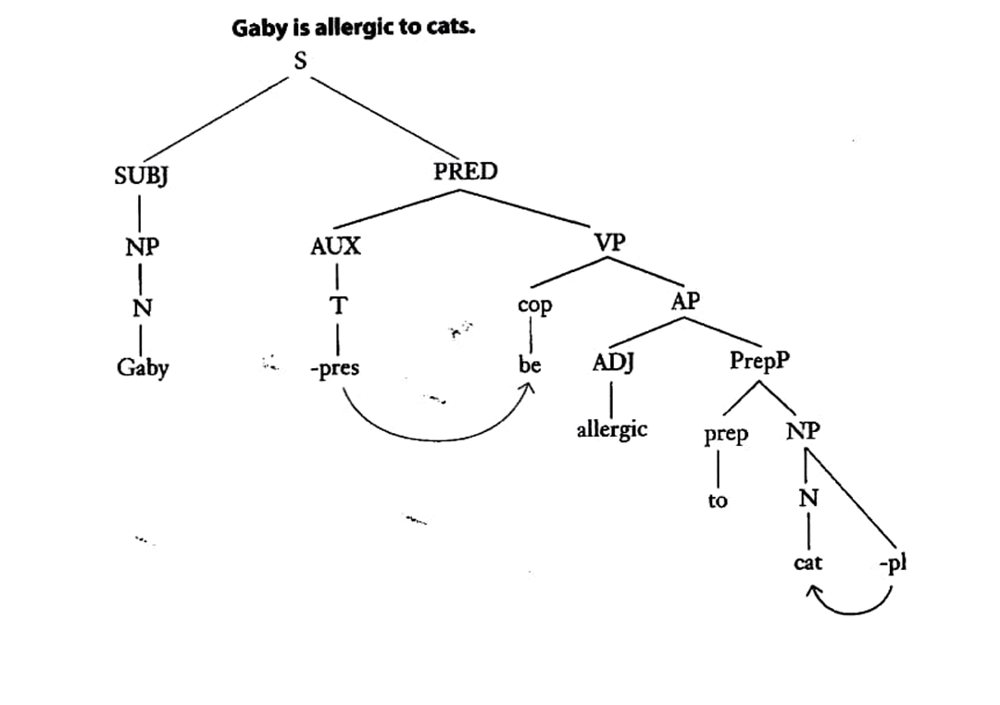 Gaby is allergic to cats.
S
SUBJ PRED
NP AUX VP
N T cop AP
Gaby -pres be ADJ PrepP
allergic prep NP
to N
cat -pl